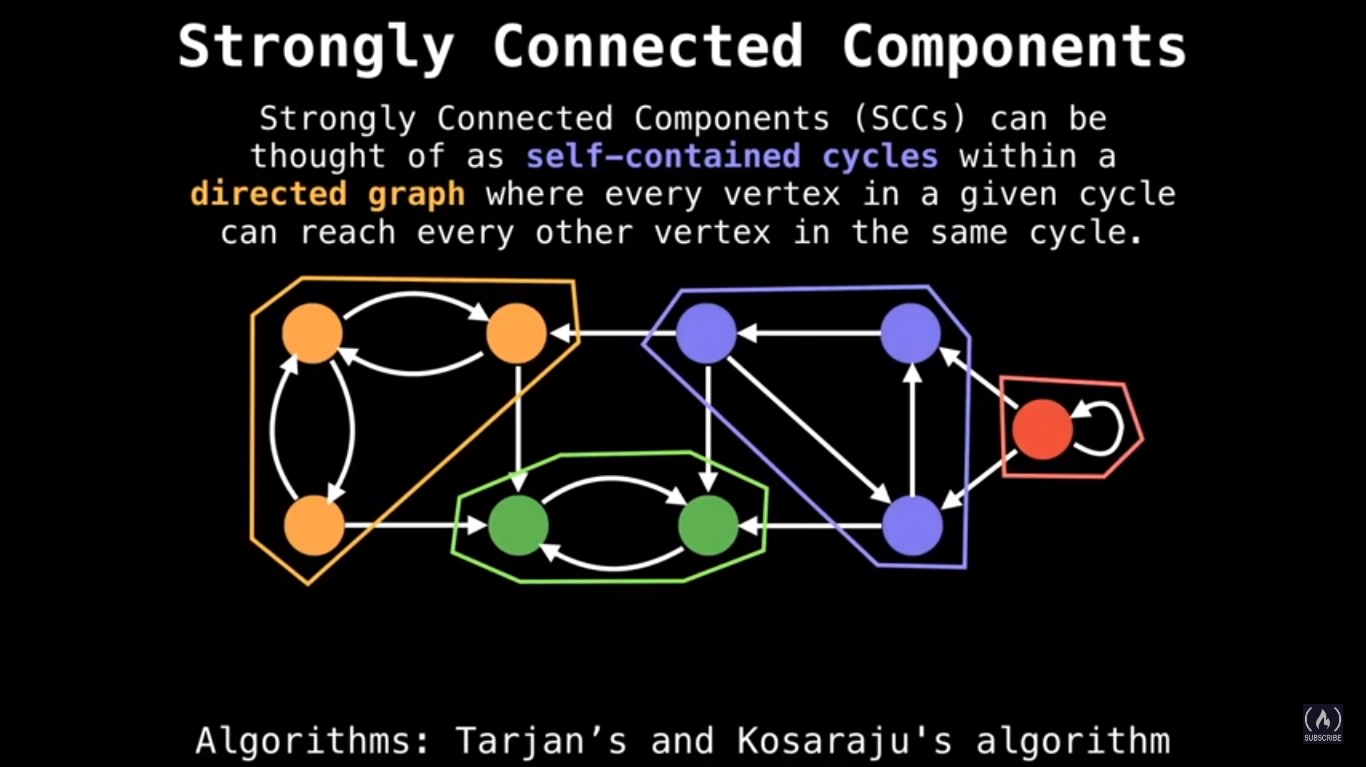 Strongly Connected Components
Strongly Connected Components (SCCs) can be
thought of as self-contained cycles within a
directed graph where every vertex in a given cycle
can reach every other vertex in the same cycle.
Algorithms: Tarjan’s and Kosaraju's algorithm
SUBSCRIBE